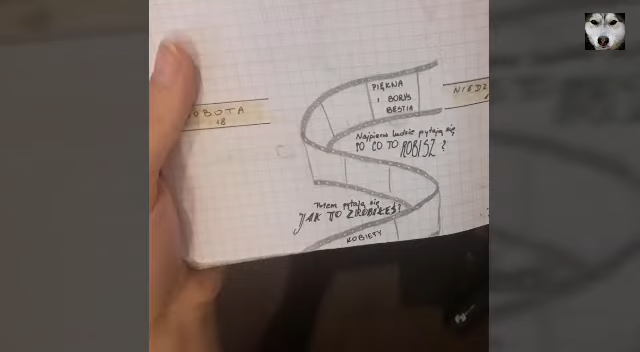 SOBOTA
18
NIEDZ
PIĘKNA
I BORYS
BESTIA
Najpierw ludzie pytają się
PO CO TO ROBISZ?
Potem pytają się
JAK TO ZROBIŁEŚ?
KOBIETY